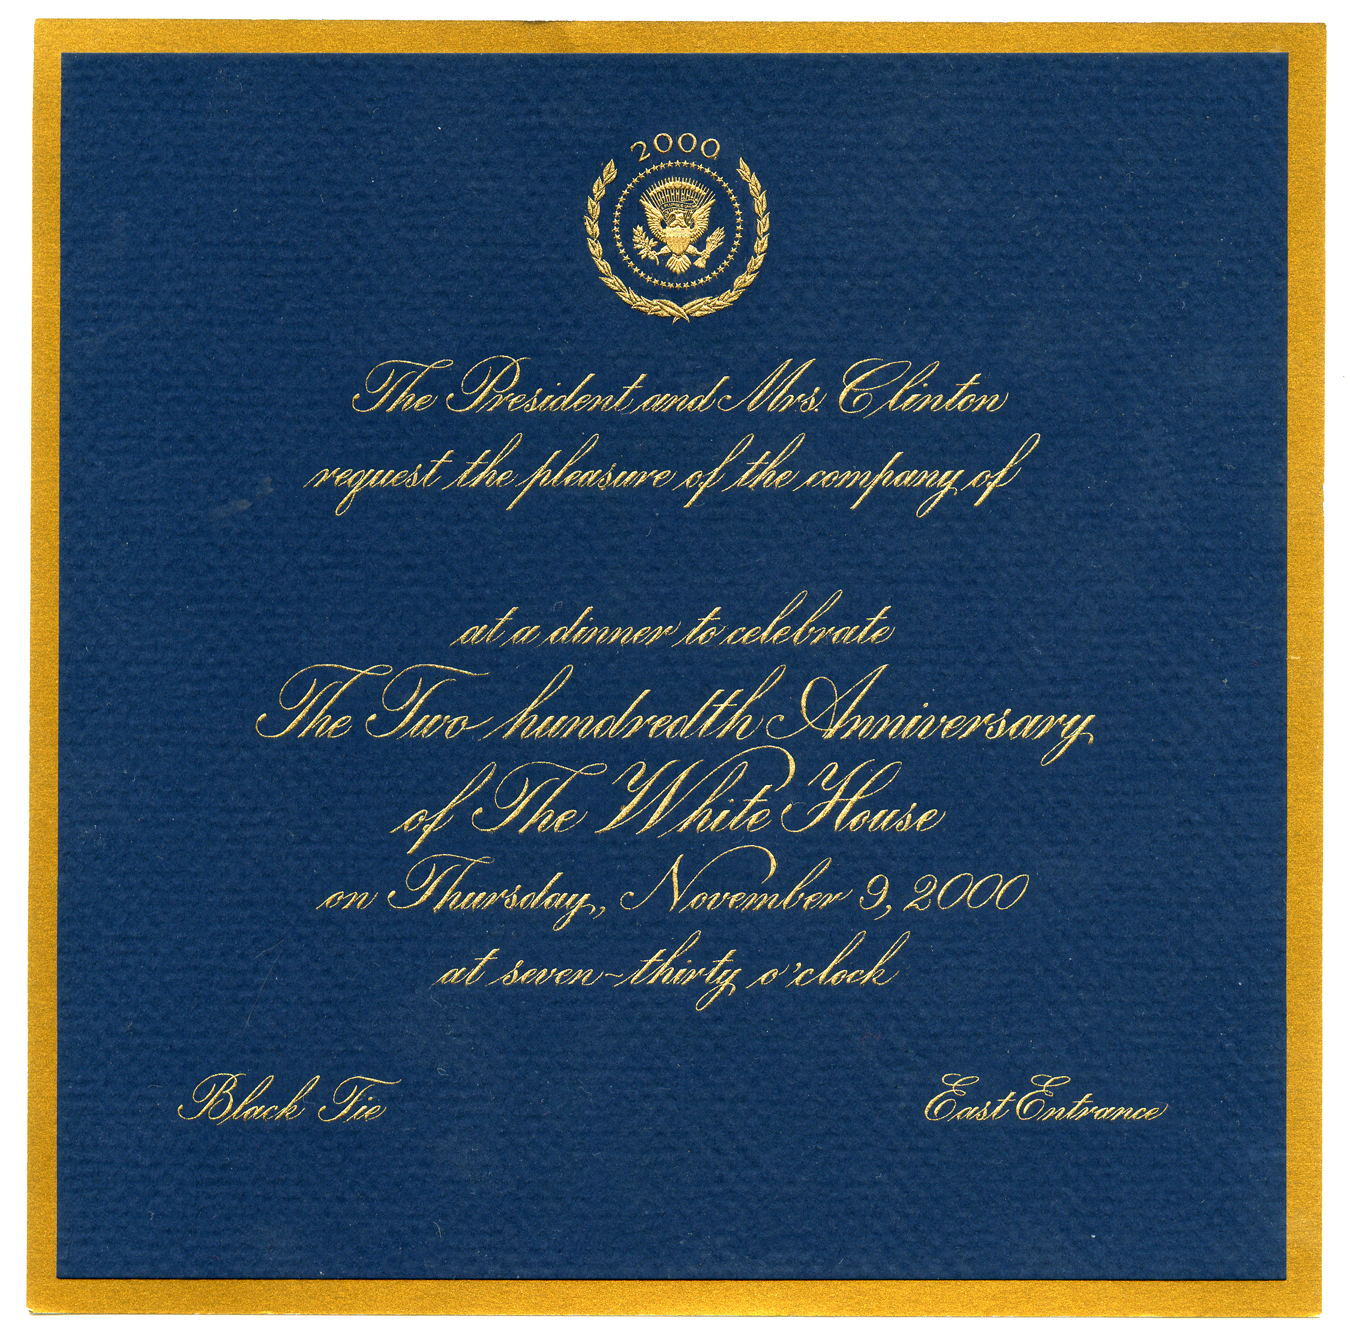 2000
The President and Mrs. Clinton
request the pleasure of the company of
at a dinner to celebrate
The Two hundredth Anniversary
of The White House
on Thursday, November 9, 2000
at seven-thirty o'clock
Black Tie
East Entrance